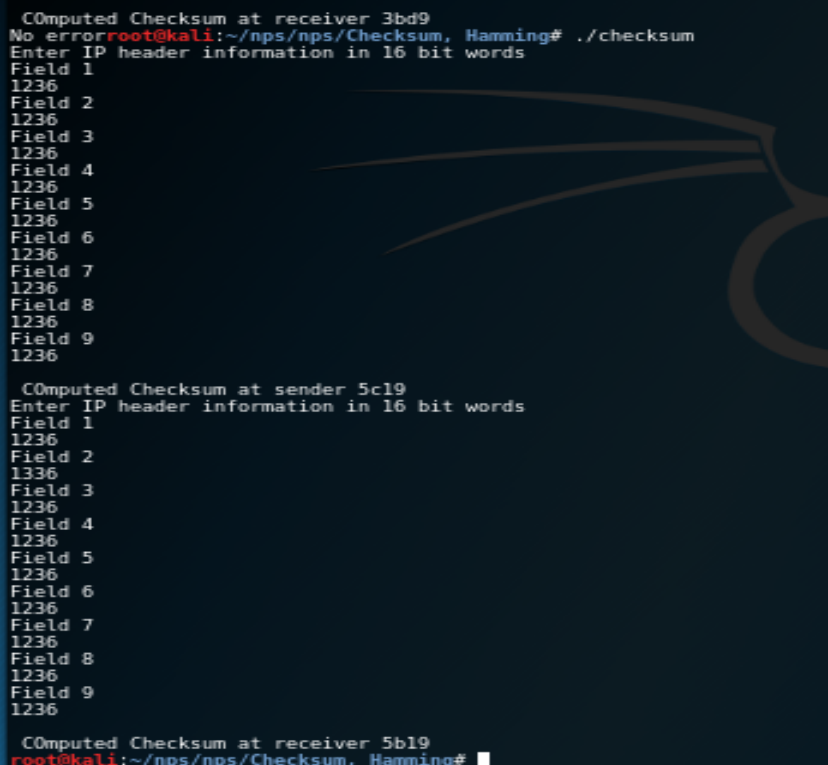 COmputed Checksum at receiver 3bd9
No errorroot@kali:~/nps/nps/Checksum, Hamming# ./checksum
Enter IP header information in 16 bit words
Field 1
1236
Field 2
1236
Field 3
1236
Field 4
1236
Field 5
1236
Field 6
1236
Field 7
1236
Field 8
1236
Field 9
1236
COmputed Checksum at sender 5c19
Enter IP header information in 16 bit words
Field 1
1236
Field 2
1336
Field 3
1236
Field 4
1236
Field 5
1236
Field 6
1236
Field 7
1236
Field 8
1236
Field 9
1236
COmputed Checksum at receiver 5b19
root@kali:~/nps/nps/Checksum, Hamming#